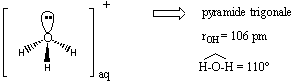 +
O
H H
H
aq
pyramide trigonale
rOH = 106 pm
H-O-H = 110°